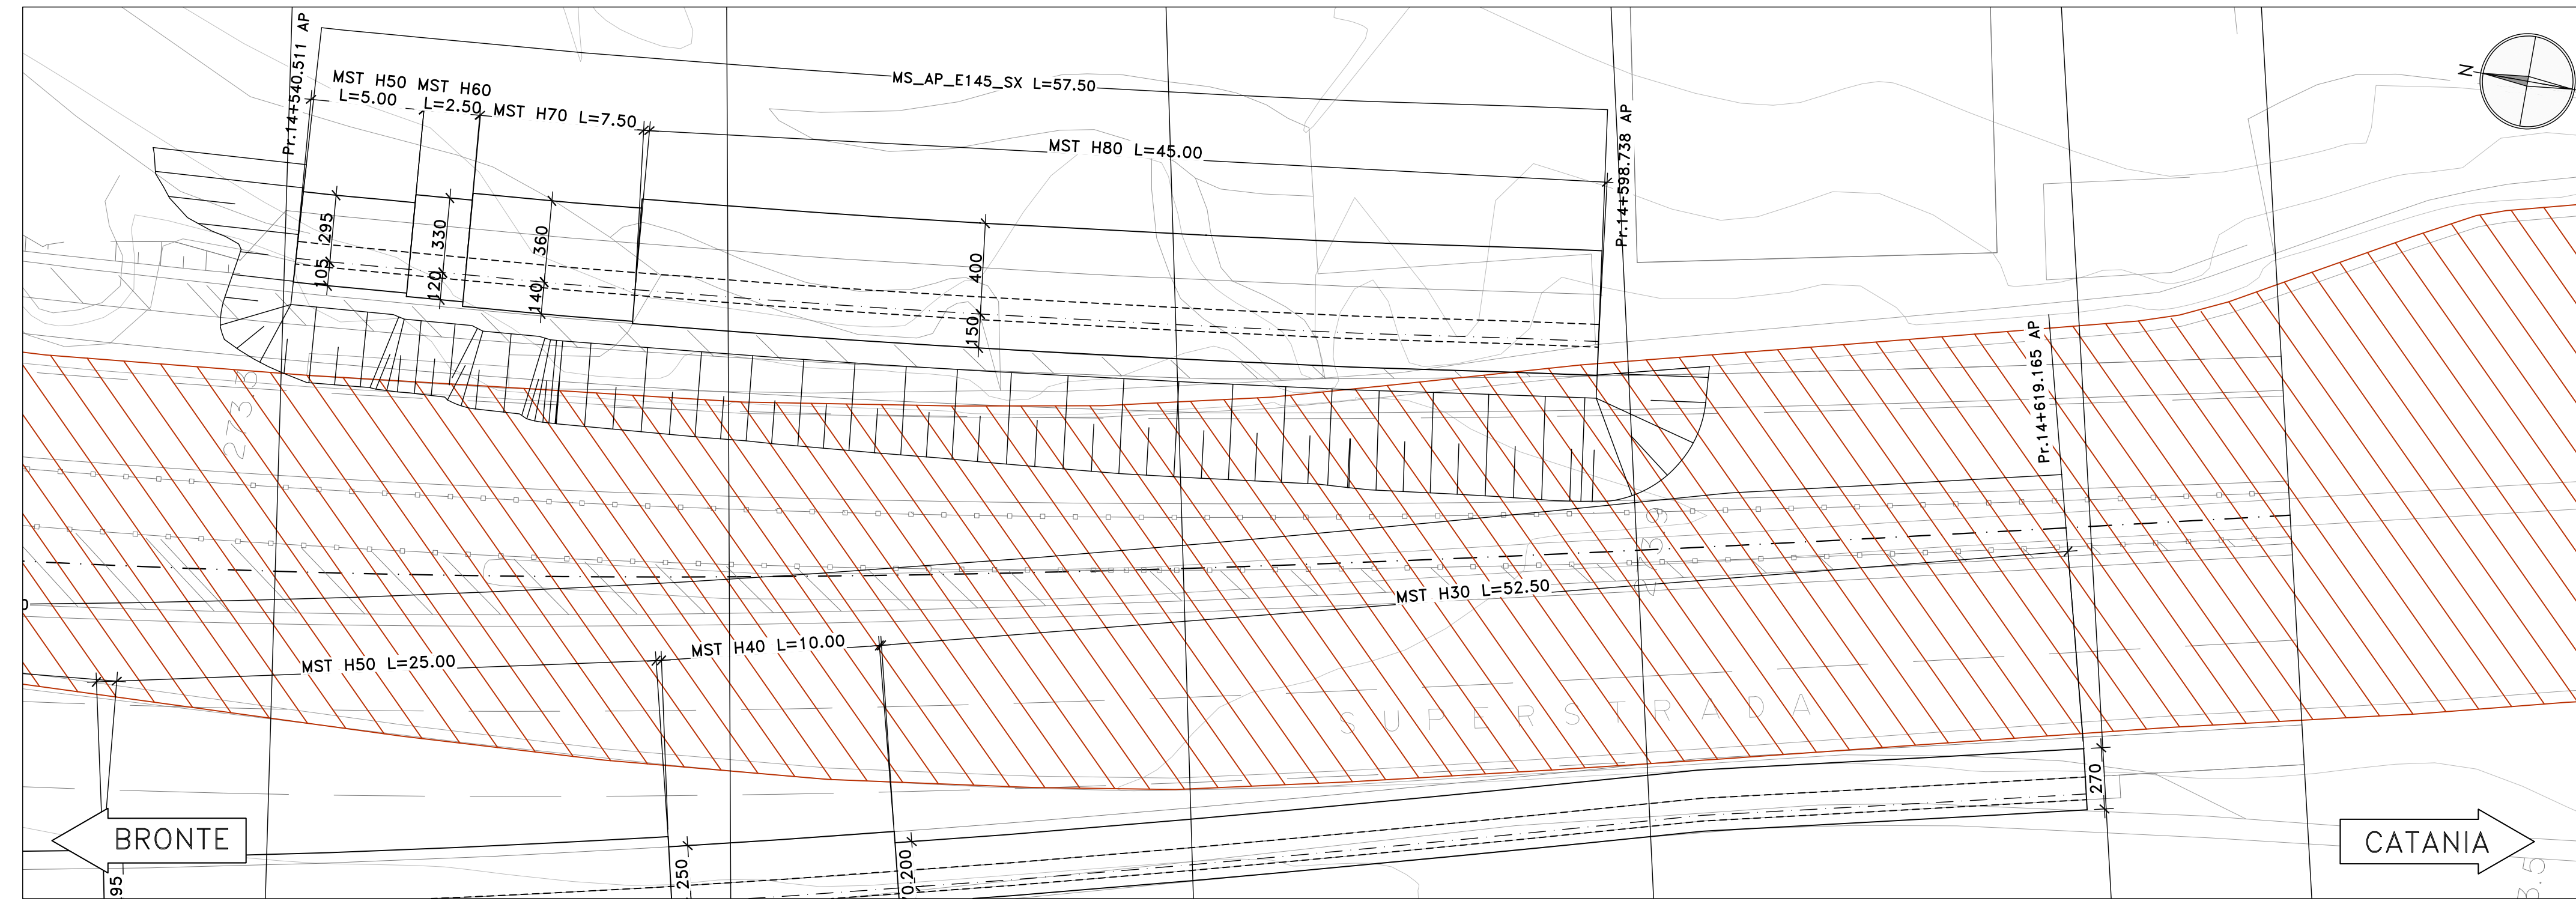 Pr.14+540.511 AP
MS_AP_E145_SX L=57.50
MST H50 MST H60
L=5.00 L=2.50 MST H70 L=7.50
MST H80 L=45.00
Pr.14+598.738 AP
N
295
105
330
120
360
140
400
150
Pr.14+619.165 AP
MST H30 L=52.50
MST H40 L=10.00
MST H50 L=25.00
SUPERSTRADA
270
250
200
95
BRONTE
CATANIA